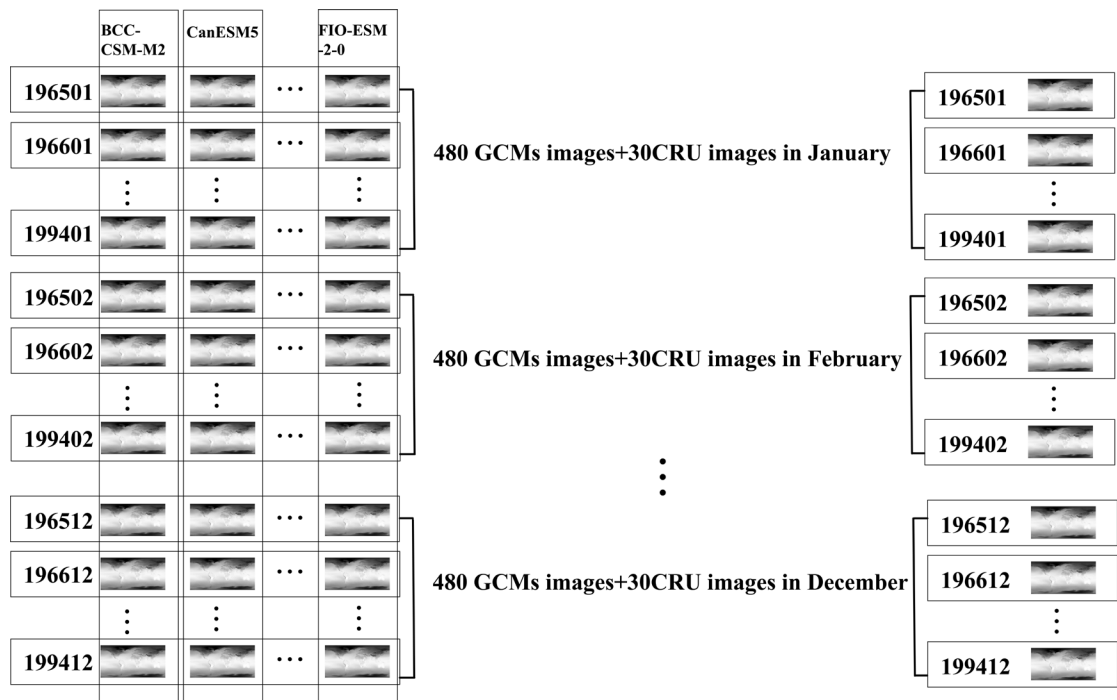 BCC-
CSM-M2
CanESM5
FIO-ESM
-2-0
196501
196601
199401
480 GCMs images+30CRU images in January
196501
196601
199401
196502
196602
199402
480 GCMs images+30CRU images in February
196502
196602
199402
196512
196612
199412
480 GCMs images+30CRU images in December
196512
196612
199412